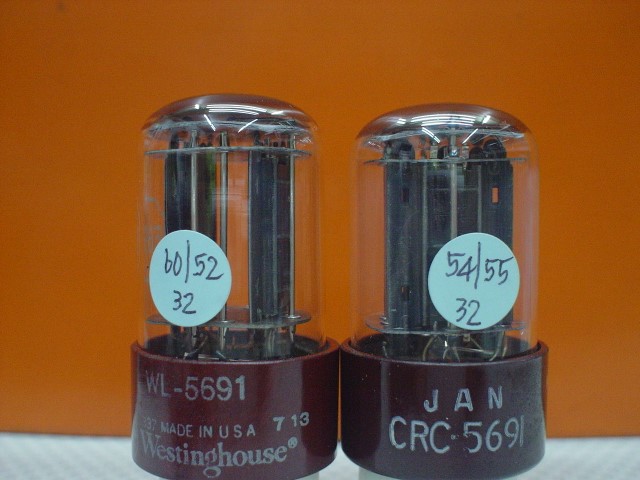 60/52
32
WL-5691
MADE IN USA 713
Westinghouse®
54/55
32
JAN
CRC 5691